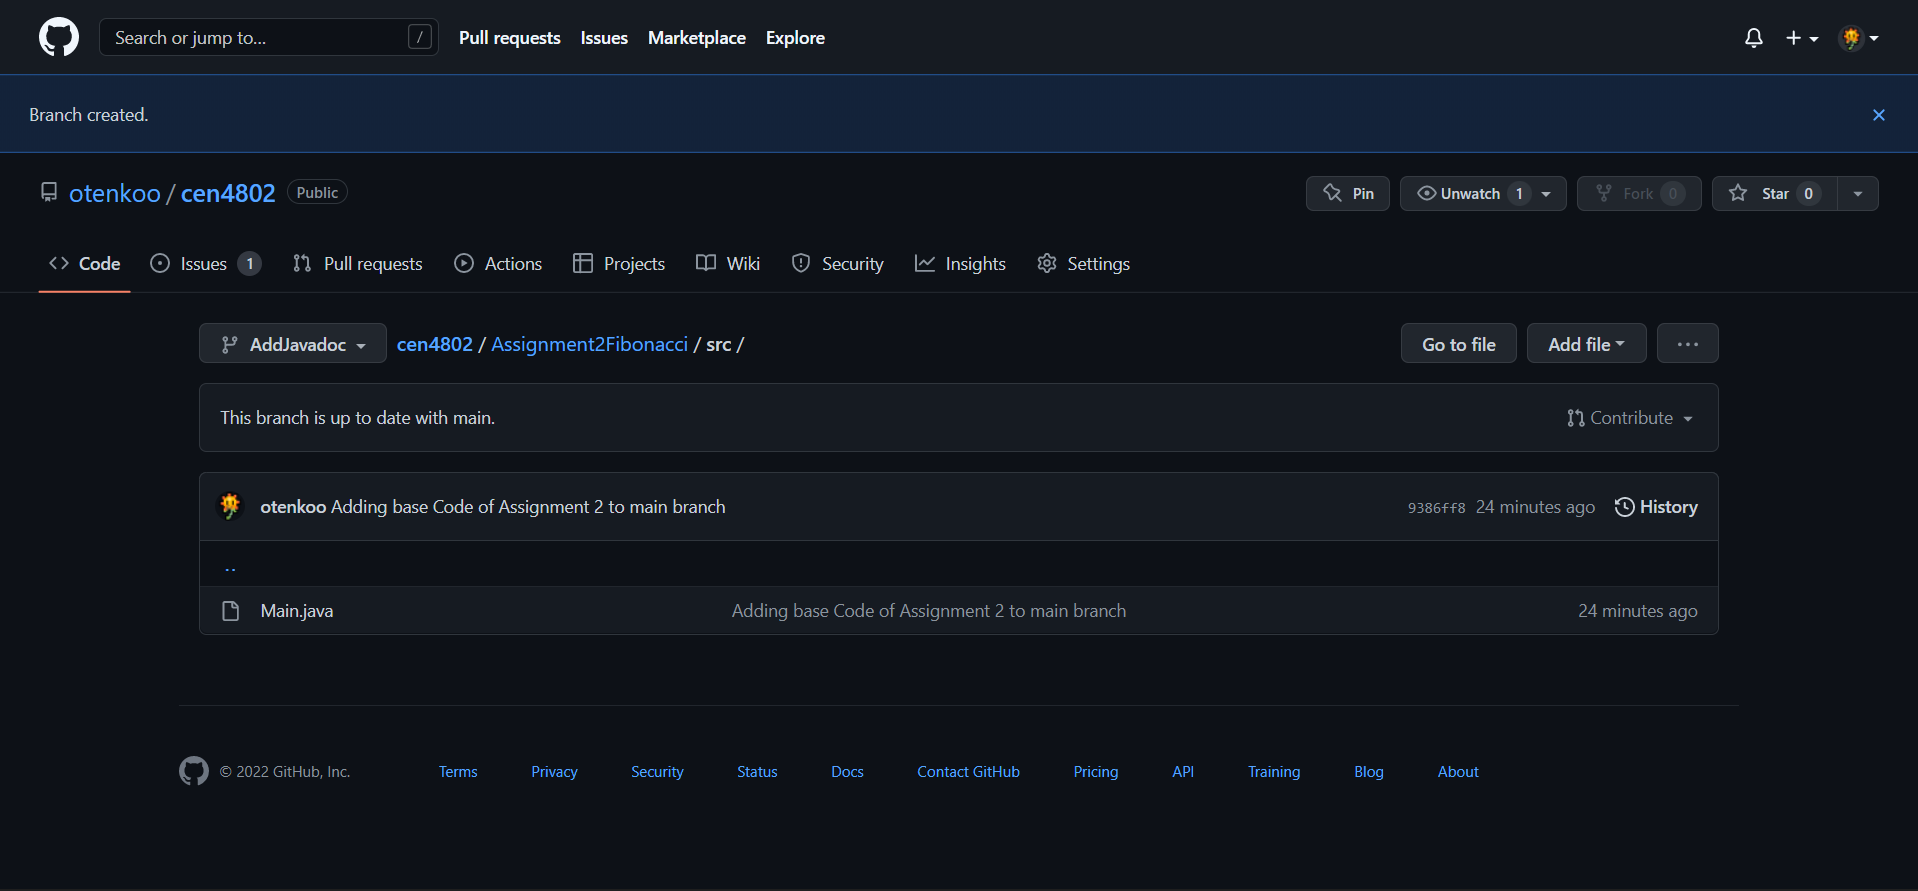 Search or jump to... / Pull requests Issues Marketplace Explore
Branch created.
otenkoo / cen4802 Public Pin Unwatch 1 Fork 0 Star 0
Code Issues 1 Pull requests Actions Projects Wiki Security Insights Settings
AddJavadoc cen4802 / Assignment2Fibonacci / src / Go to file Add file ...
This branch is up to date with main. Contribute
otenkoo Adding base Code of Assignment 2 to main branch 9386ff8 24 minutes ago History
..
Main.java Adding base Code of Assignment 2 to main branch 24 minutes ago
© 2022 GitHub, Inc. Terms Privacy Security Status Docs Contact GitHub Pricing API Training Blog About